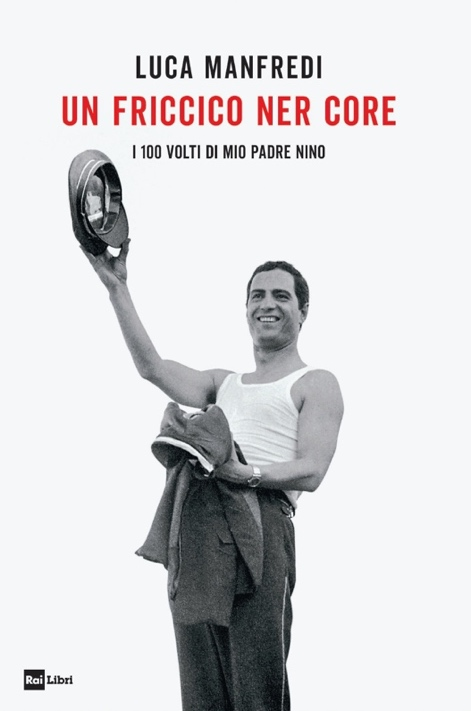 LUCA MANFREDI
UN FRICCICO NER CORE
I 100 VOLTI DI MIO PADRE NINO
Rai Libri